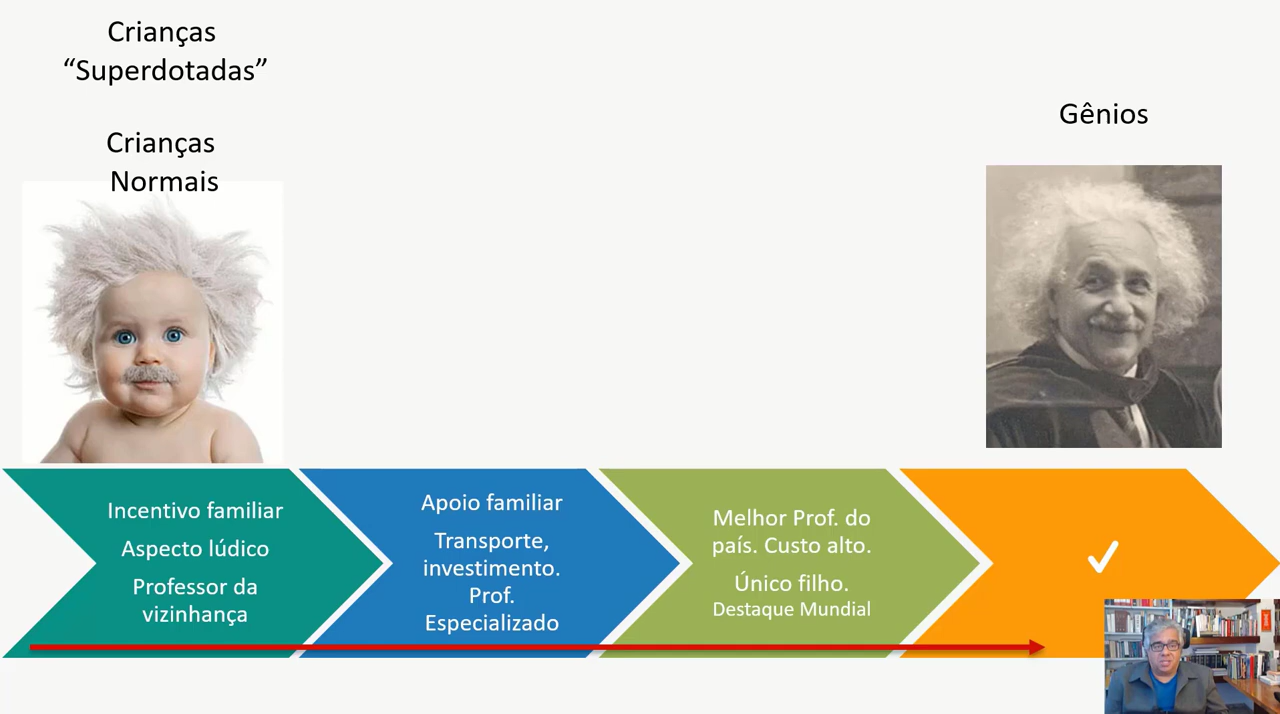 Crianças
“Superdotadas”
Crianças
Normais
Gênios
Incentivo familiar
Aspecto lúdico
Professor da
vizinhança
Apoio familiar
Transporte,
investimento.
Prof.
Especializado
Melhor Prof. do
país. Custo alto.
Único filho.
Destaque Mundial